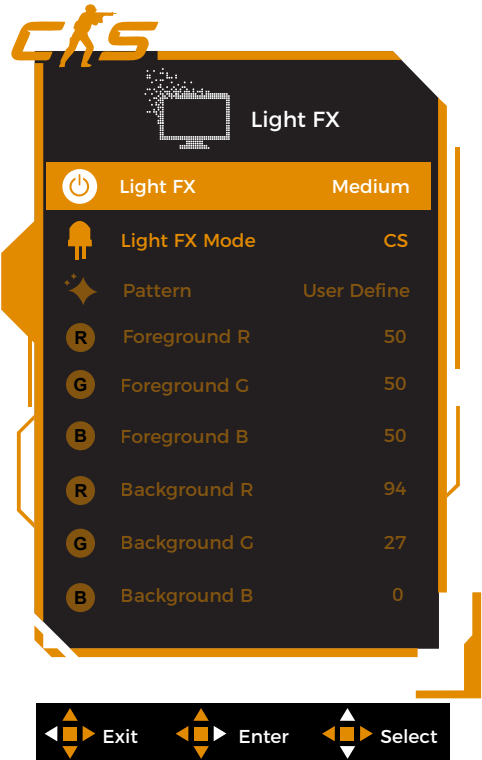 CS
Light FX
Light FX Medium
Light FX Mode CS
Pattern User Define
R Foreground R 50
G Foreground G 50
B Foreground B 50
R Background R 94
G Background G 27
B Background B 0
Exit Enter Select